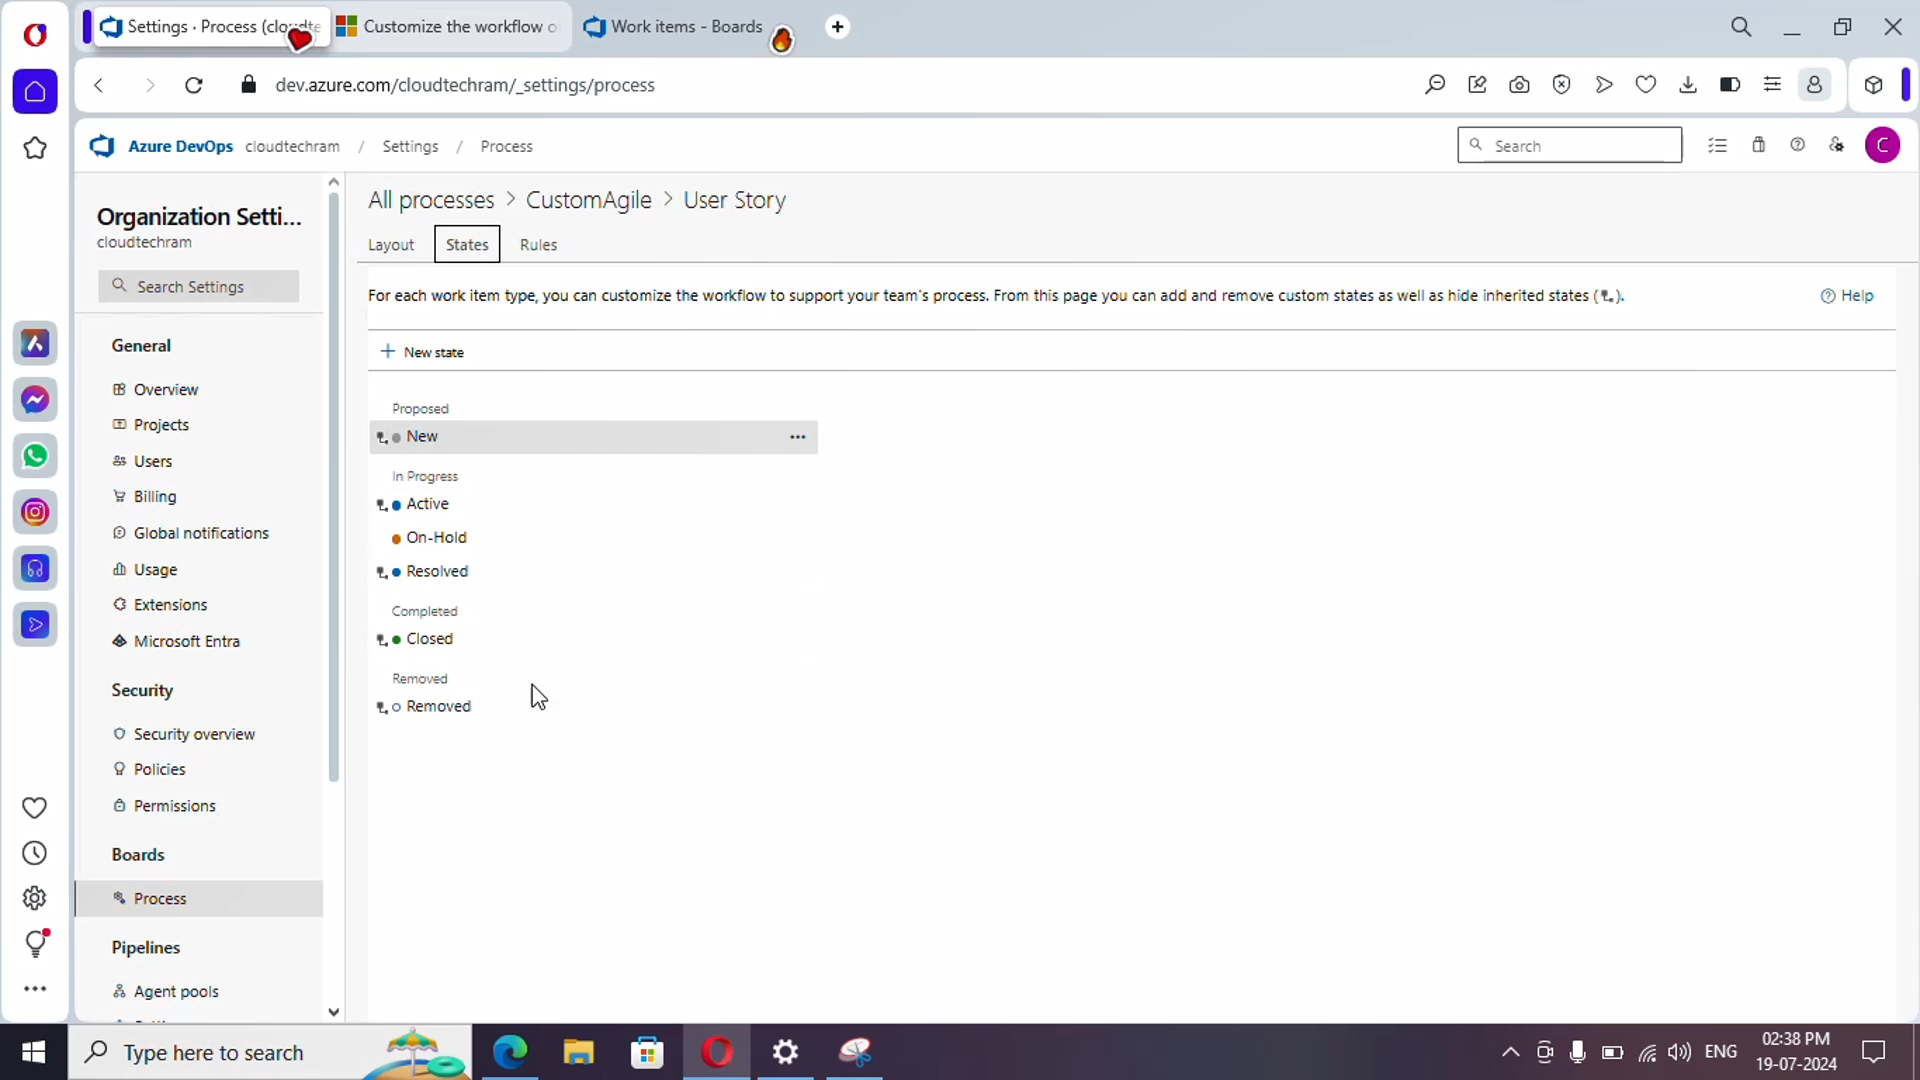 Settings · Process (cloudte
Customize the workflow o
Work items - Boards
dev.azure.com/cloudtechram/_settings/process
Azure DevOps cloudtechram / Settings / Process
Search
C
Organization Setti...
cloudtechram
Search Settings
General
Overview
Projects
Users
Billing
Global notifications
Usage
Extensions
Microsoft Entra
Security
Security overview
Policies
Permissions
Boards
Process
Pipelines
Agent pools
All processes > CustomAgile > User Story
Layout States Rules
For each work item type, you can customize the workflow to support your team's process. From this page you can add and remove custom states as well as hide inherited states ( ).
Help
New state
Proposed
New
In Progress
Active
On-Hold
Resolved
Completed
Closed
Removed
Removed
Type here to search
ENG
02:38 PM
19-07-2024